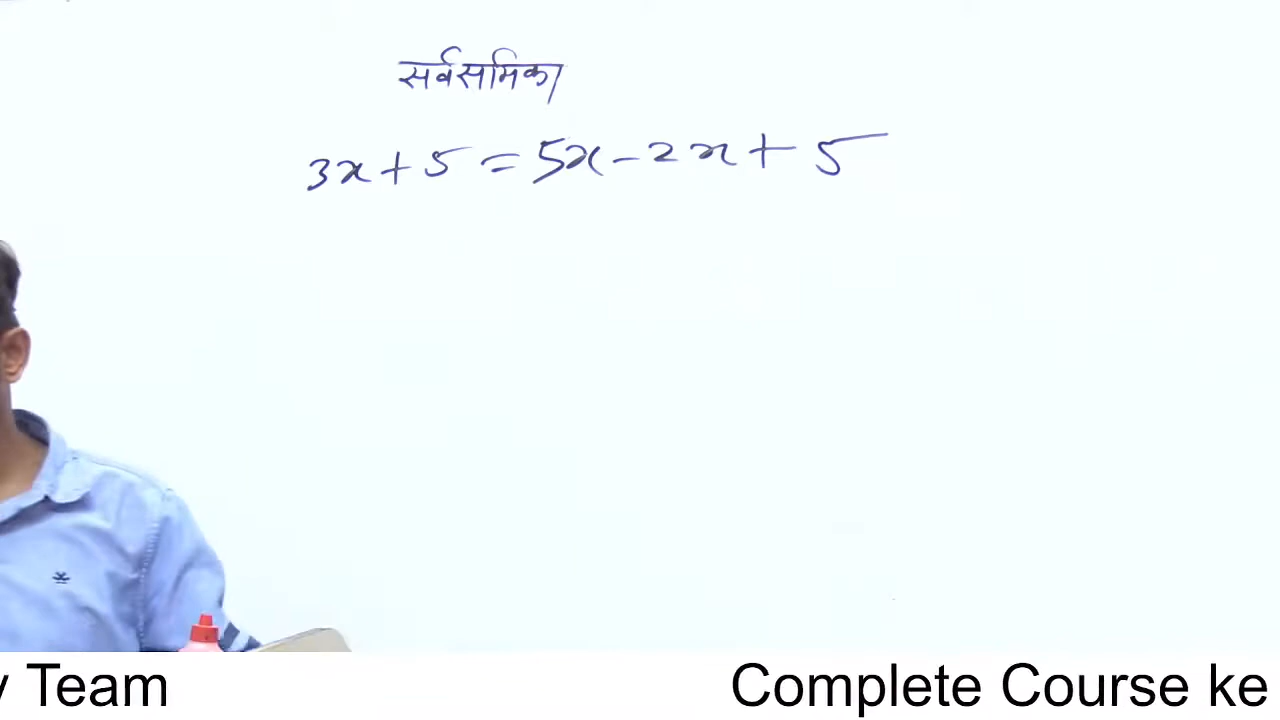 सर्वसमिका
3x + 5 = 5x - 2x + 5
y Team Complete Course ke